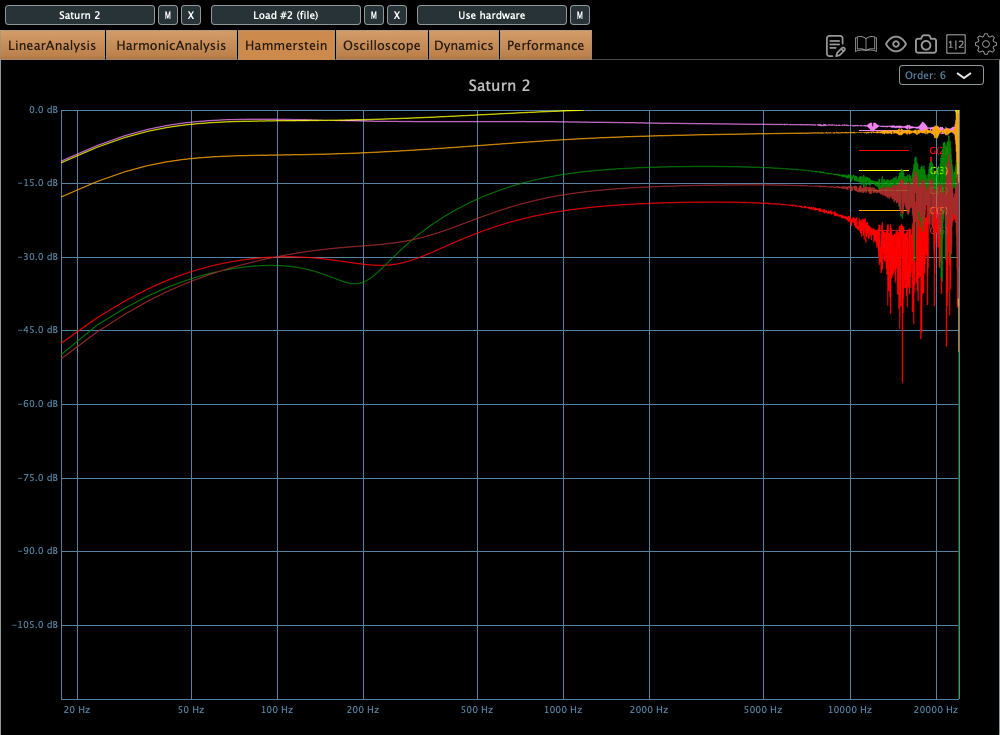 Saturn 2 M X Load #2 (file) M X Use hardware M
LinearAnalysis HarmonicAnalysis Hammerstein Oscilloscope Dynamics Performance
1|2
Order: 6
Saturn 2
0.0 dB
-15.0 dB
-30.0 dB
-45.0 dB
-60.0 dB
-75.0 dB
-90.0 dB
-105.0 dB
G(3)
G(5)
20 Hz 50 Hz 100 Hz 200 Hz 500 Hz 1000 Hz 2000 Hz 5000 Hz 10000 Hz 20000 Hz